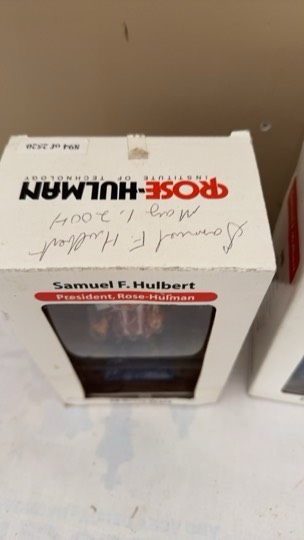 894 of 2520
ROSE-HULMAN
INSTITUTE OF TECHNOLOGY
Samuel F. Hulbert
May 1, 2004
Samuel F. Hulbert
President, Rose-Hulman